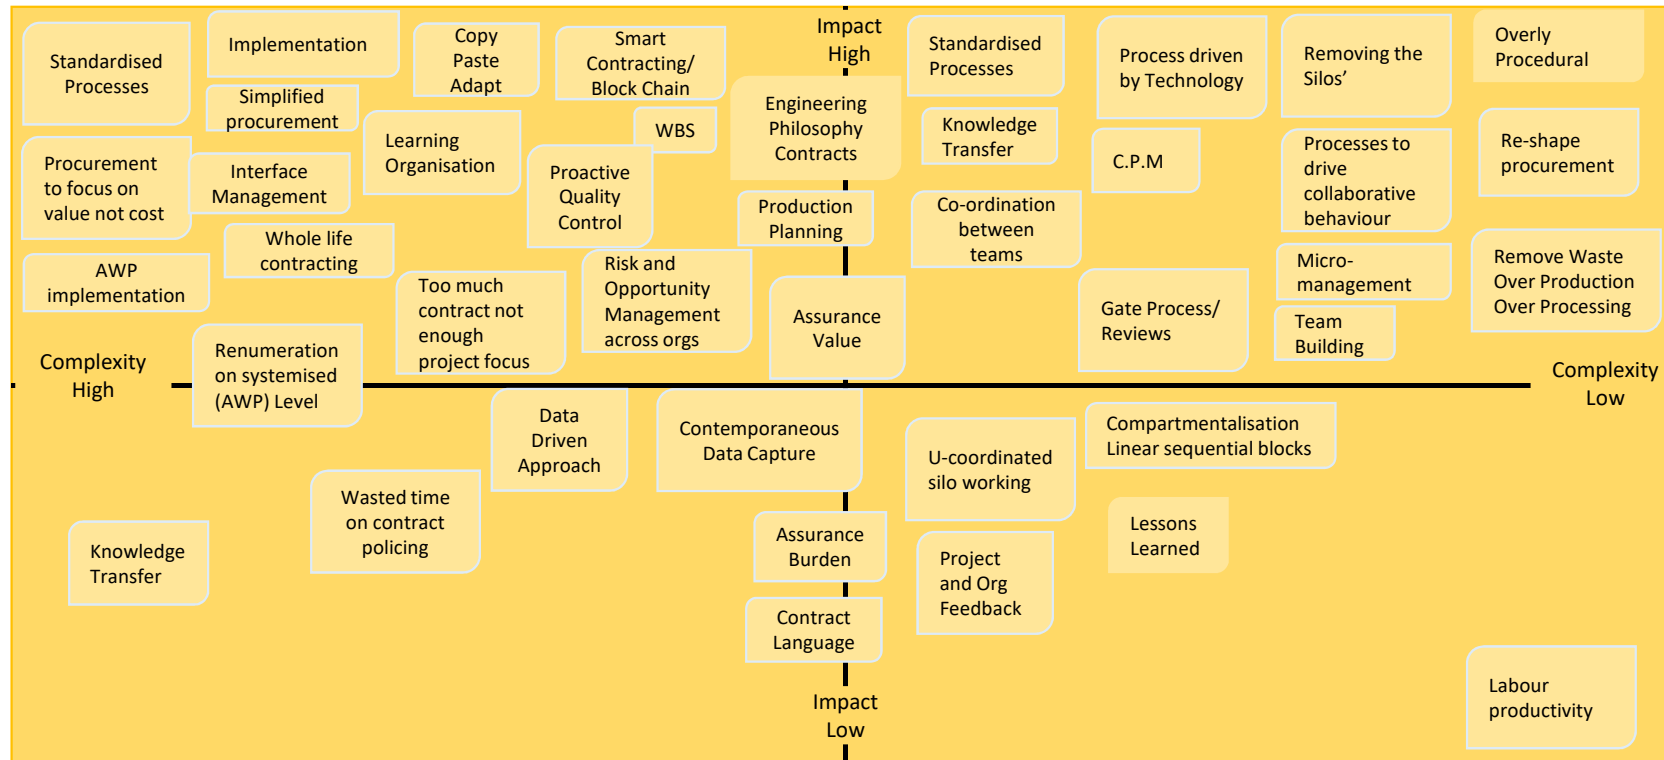 Standardised
Processes
Implementation
Copy
Paste
Adapt
Smart
Contracting/
Block Chain
Impact
High
Standardised
Processes
Process driven
by Technology
Removing the
Silos’
Overly
Procedural
Simplified
procurement
Learning
Organisation
WBS
Engineering
Philosophy
Contracts
Knowledge
Transfer
C.P.M
Processes to
drive
collaborative
behaviour
Re-shape
procurement
Procurement
to focus on
value not cost
Interface
Management
Proactive
Quality
Control
Production
Planning
Co-ordination
between
teams
Whole life
contracting
AWP
implementation
Too much
contract not
enough
project focus
Risk and
Opportunity
Management
across orgs
Assurance
Value
Gate Process/
Reviews
Micro-
management
Team
Building
Remove Waste
Over Production
Over Processing
Complexity
High
Renumeration
on systemised
(AWP) Level
Complexity
Low
Data
Driven
Approach
Contemporaneous
Data Capture
U-coordinated
silo working
Compartmentalisation
Linear sequential blocks
Wasted time
on contract
policing
Knowledge
Transfer
Assurance
Burden
Project
and Org
Feedback
Lessons
Learned
Contract
Language
Impact
Low
Labour
productivity